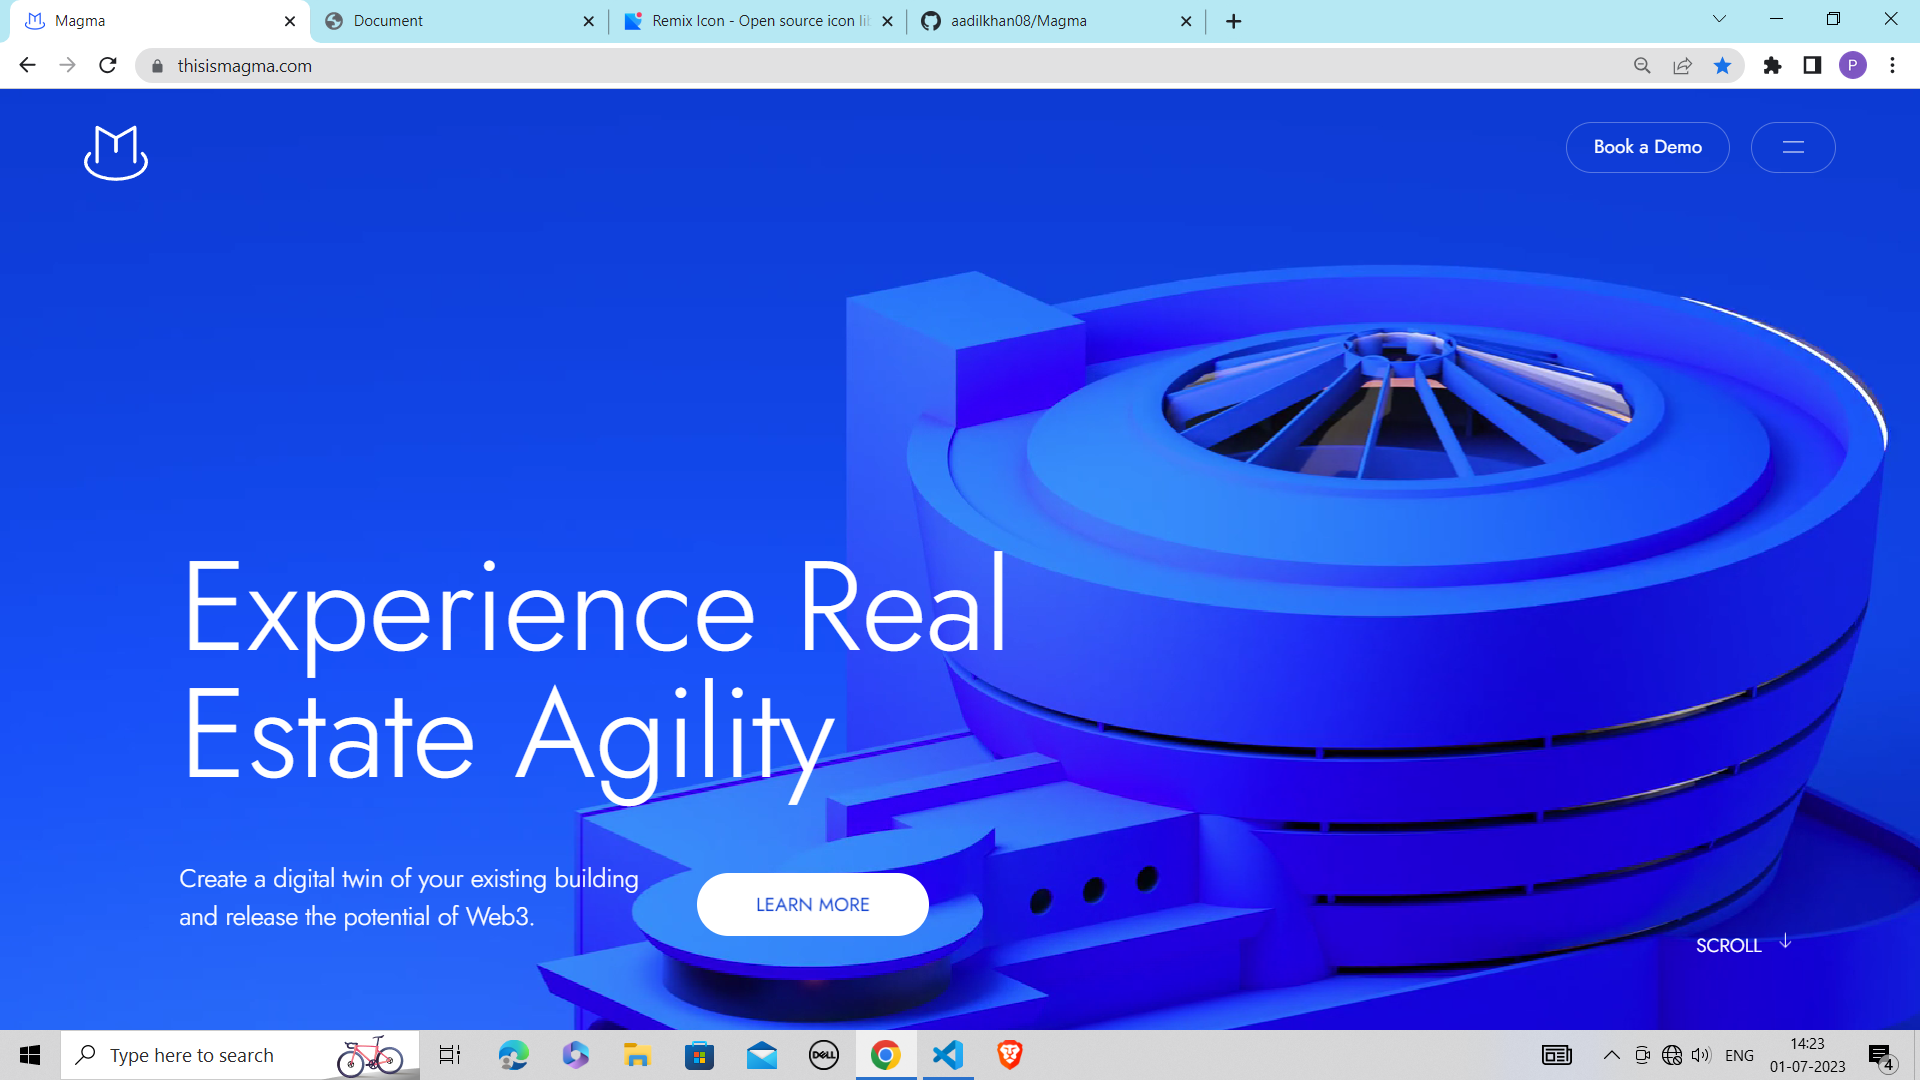 Magma
Document
Remix Icon - Open source icon lib
aadilkhan08/Magma
thisismagma.com
P
Book a Demo
Experience Real
Estate Agility
Create a digital twin of your existing building
and release the potential of Web3.
LEARN MORE
SCROLL
Type here to search
DELL
ENG
14:23
01-07-2023
4